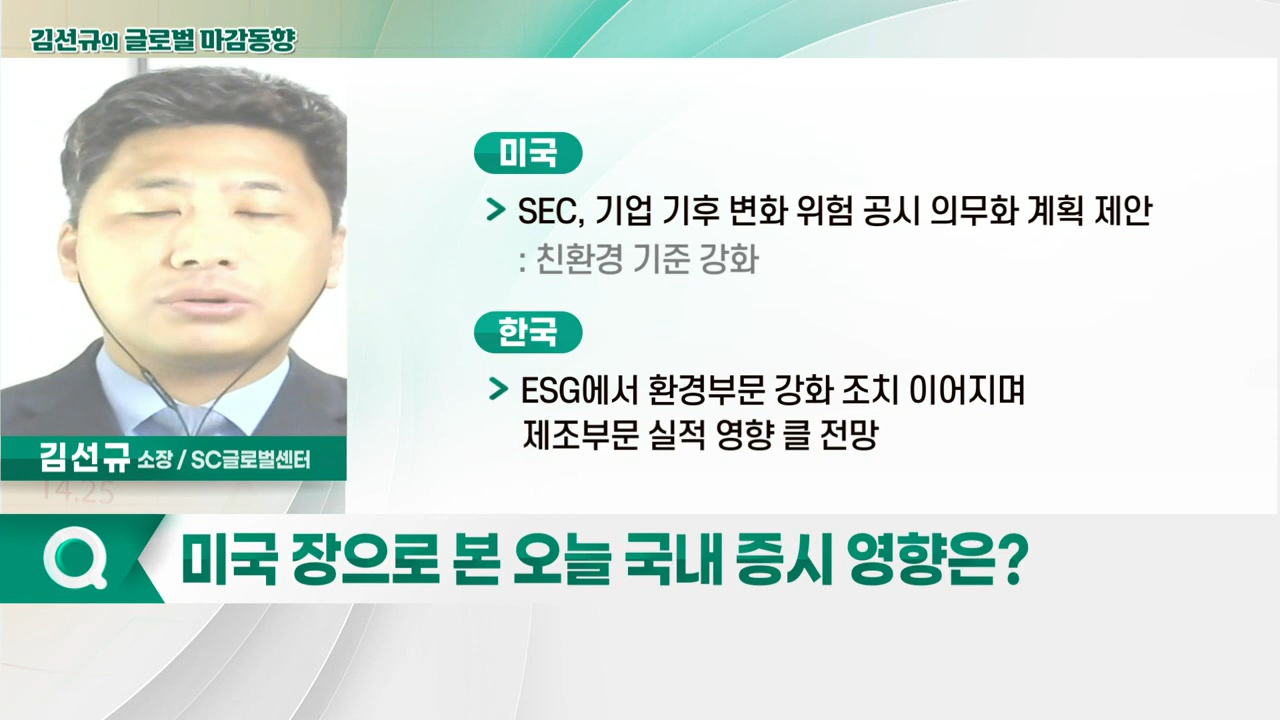 김선규의 글로벌 마감동향
미국
SEC, 기업 기후 변화 위험 공시 의무화 계획 제안
: 친환경 기준 강화
한국
ESG에서 환경부문 강화 조치 이어지며
제조부문 실적 영향 클 전망
김선규 소장 / SC글로벌센터
14.25
Q 미국 장으로 본 오늘 국내 증시 영향은?